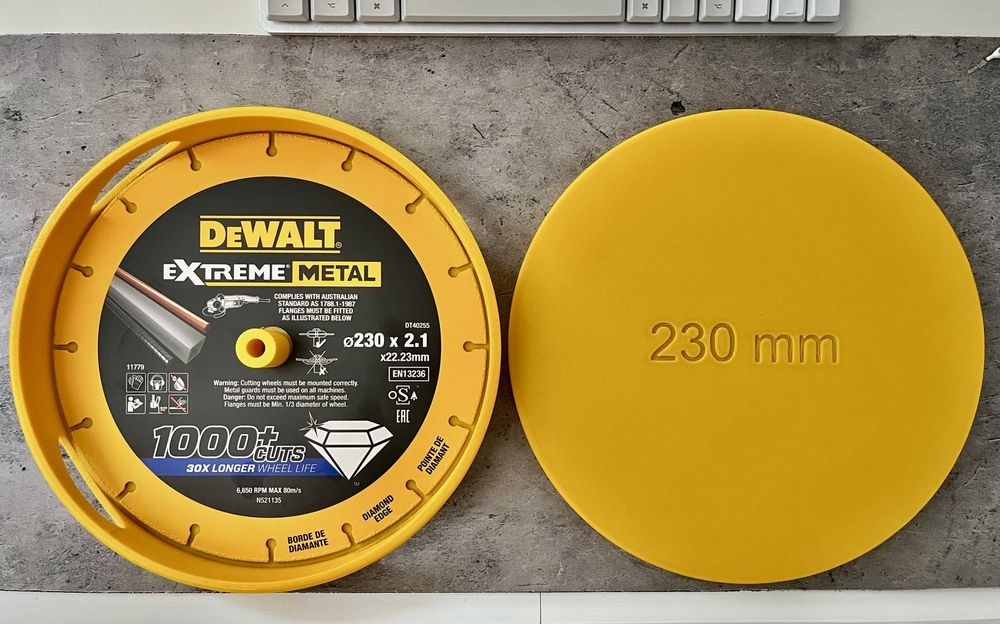 DEWALT®
EXTREME® METAL
COMPLIES WITH AUSTRALIAN
STANDARD AS 1788.1-1987
FLANGES MUST BE FITTED
AS ILLUSTRATED BELOW
DT40255
ø230 x 2.1
x22.23mm
EN13236
11779
90°
Warning: Cutting wheels must be mounted correctly.
Metal guards must be used on all machines.
Danger: Do not exceed maximum safe speed.
Flanges must be Min. 1/3 diameter of wheel.
oS
EAC
1000+
CUTS
30X LONGER WHEEL LIFE
TM
6,650 RPM MAX 80m/s
N521135
BORDE DE
DIAMANTE
DIAMOND
EDGE
POINTE DE
DIAMANT
230 mm